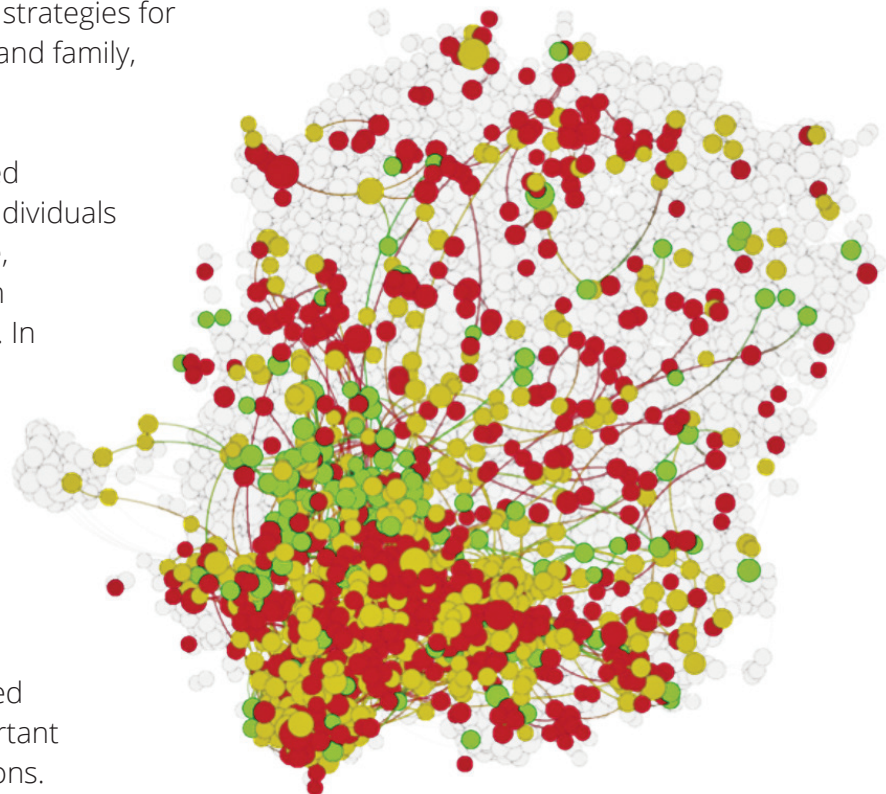 strategies for
and family,
ed
dividuals
,
n
. In
ed
rtant
ons.